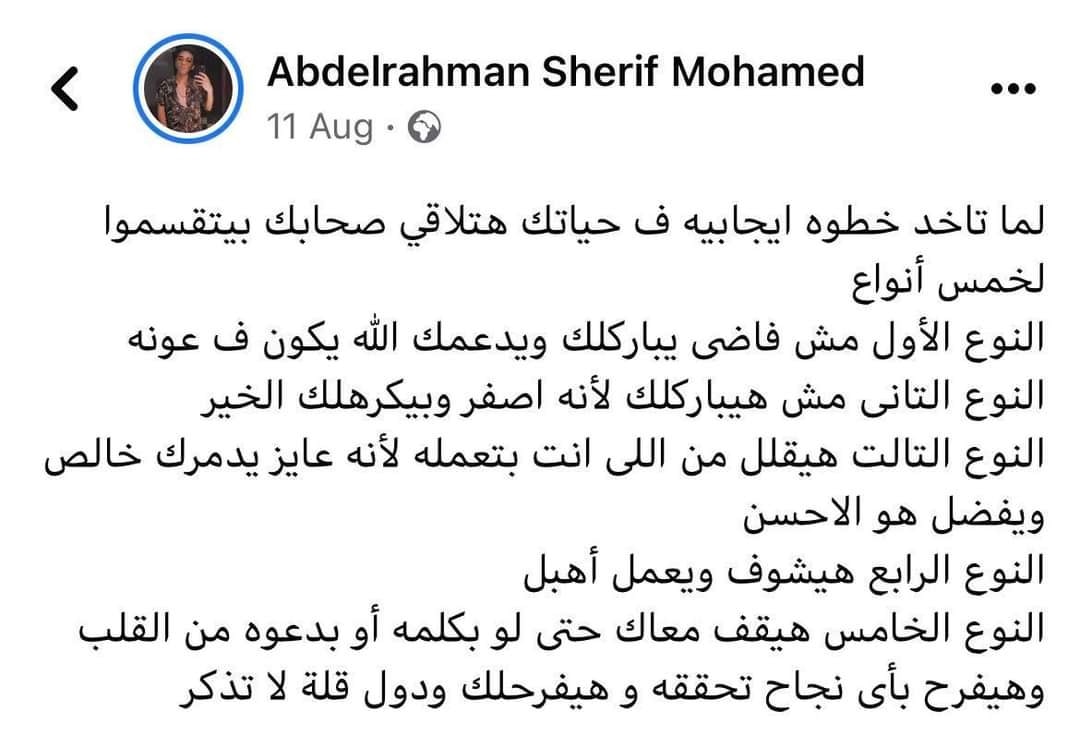 Abdelrahman Sherif Mohamed
11 Aug ·
لما تاخد خطوه ايجابيه ف حياتك هتلاقي صحابك بيتقسموا
لخمس أنواع
النوع الأول مش فاضى يباركلك ويدعمك الله يكون ف عونه
النوع التانى مش هيباركلك لأنه اصفر وبيكرهلك الخير
النوع التالت هيقلل من اللى انت بتعمله لأنه عايز يدمرك خالص
ويفضل هو الاحسن
النوع الرابع هيشوف ويعمل أهبل
النوع الخامس هيقف معاك حتى لو بكلمه أو بدعوه من القلب
وهيفرح بأى نجاح تحققه و هيفرحلك ودول قلة لا تذكر